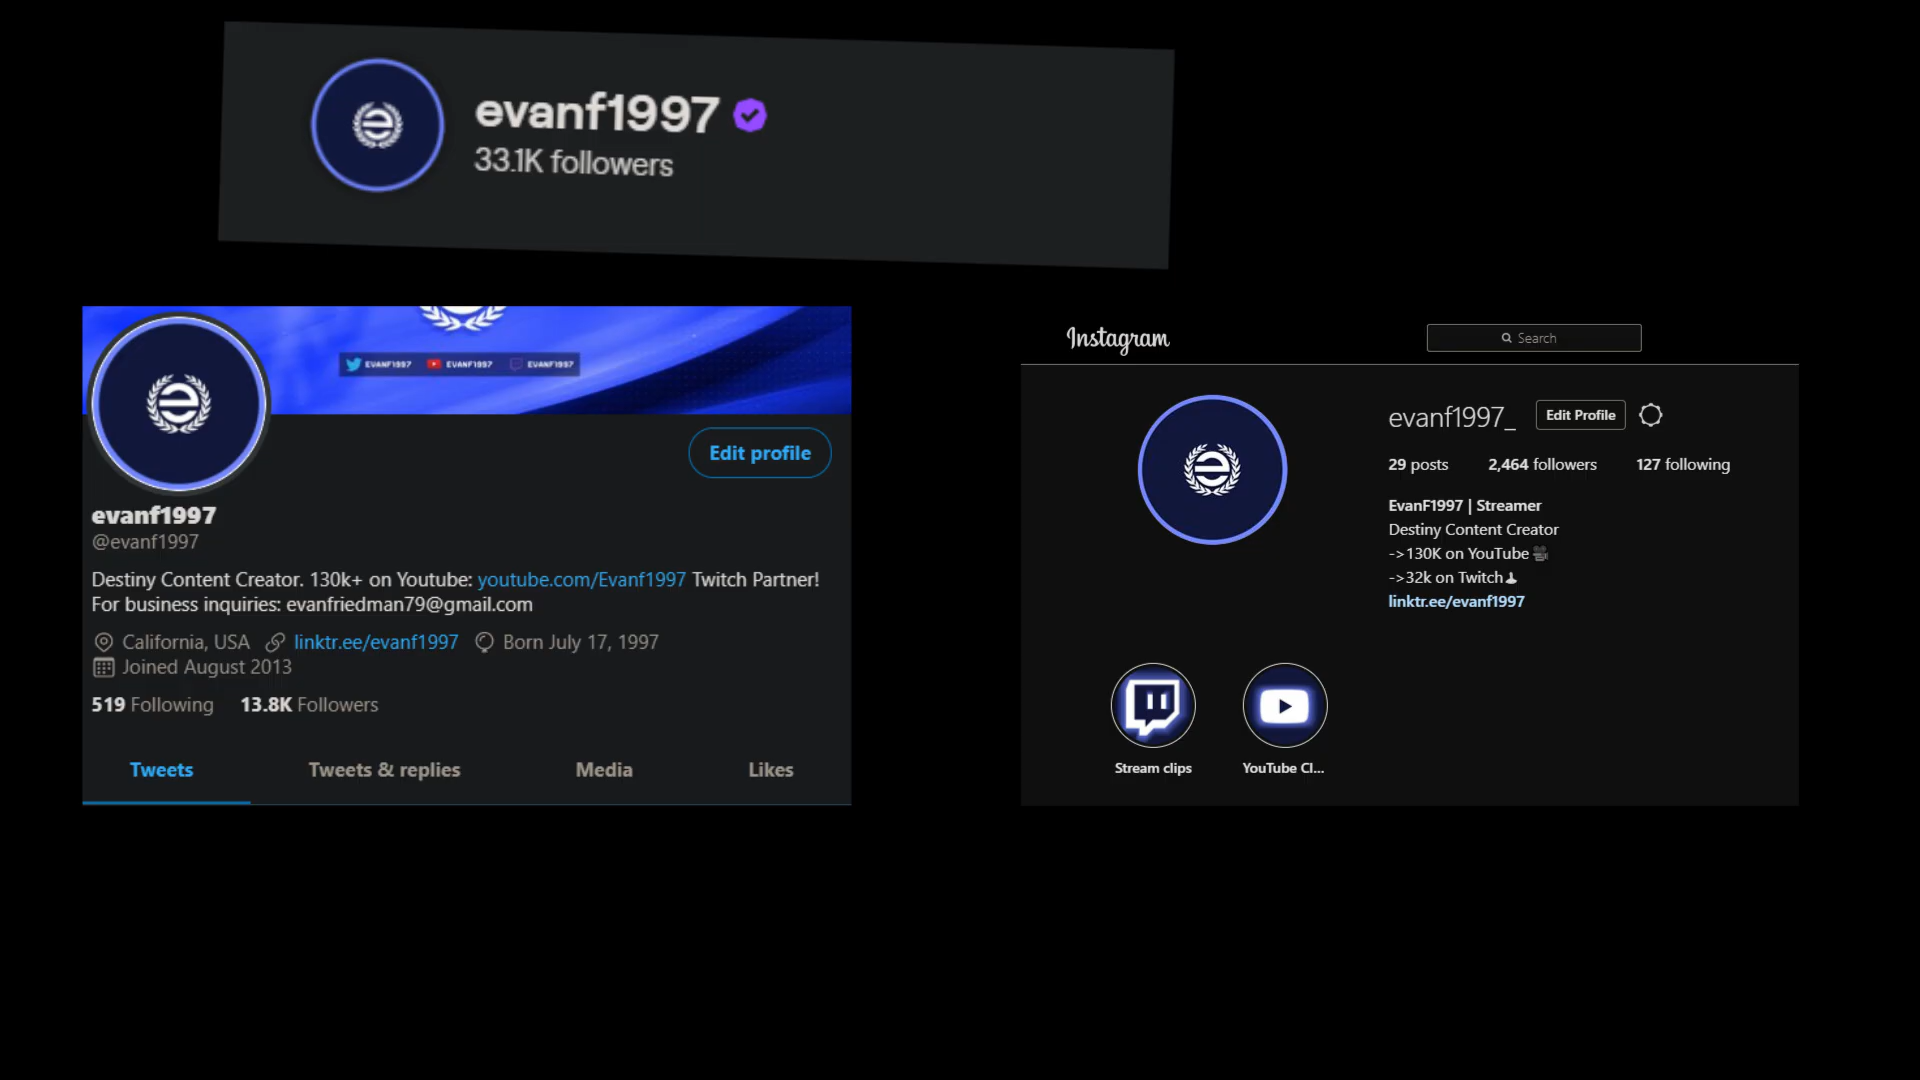 evanf1997
33.1K followers
EVANF1997 EVANF1997 EVANF1997
Edit profile
evanf1997
@evanf1997
Destiny Content Creator. 130k+ on Youtube: youtube.com/Evanf1997 Twitch Partner!
For business inquiries: evanfriedman79@gmail.com
California, USA linktr.ee/evanf1997 Born July 17, 1997
Joined August 2013
519 Following 13.8K Followers
Tweets Tweets & replies Media Likes
Instagram Search
evanf1997_ Edit Profile
29 posts 2,464 followers 127 following
EvanF1997 | Streamer
Destiny Content Creator
->130K on YouTube🎥
->32k on Twitch🕹
linktr.ee/evanf1997
Stream clips YouTube Cl...